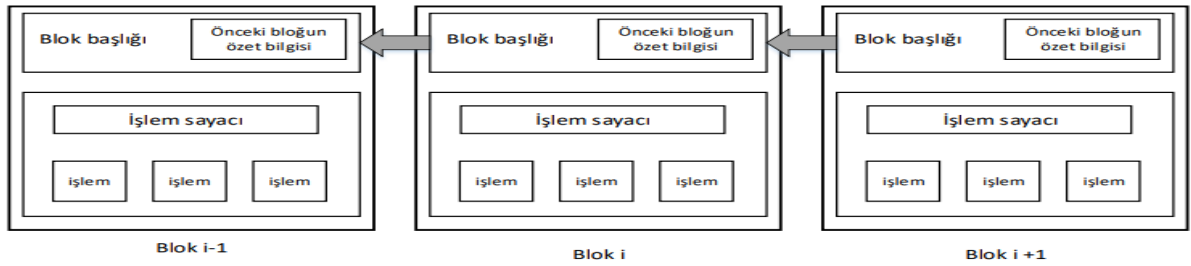 Blok başlığı
Önceki bloğun
özet bilgisi
İşlem sayacı
işlem işlem işlem
Blok i-1
Blok başlığı
Önceki bloğun
özet bilgisi
İşlem sayacı
işlem işlem işlem
Blok i
Blok başlığı
Önceki bloğun
özet bilgisi
İşlem sayacı
işlem işlem işlem
Blok i +1